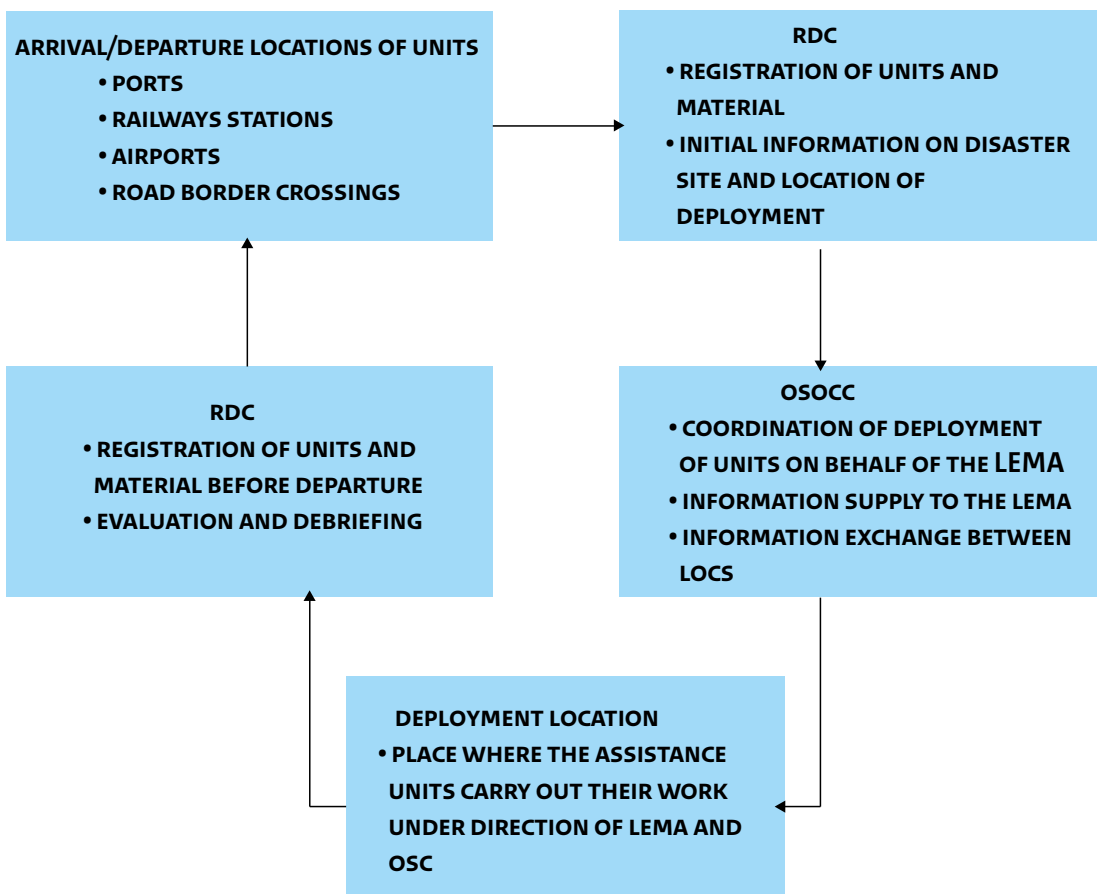 ARRIVAL/DEPARTURE LOCATIONS OF UNITS
• PORTS
• RAILWAYS STATIONS
• AIRPORTS
• ROAD BORDER CROSSINGS
RDC
• REGISTRATION OF UNITS AND
MATERIAL
• INITIAL INFORMATION ON DISASTER
SITE AND LOCATION OF
DEPLOYMENT
OSOCC
• COORDINATION OF DEPLOYMENT
OF UNITS ON BEHALF OF THE LEMA
• INFORMATION SUPPLY TO THE LEMA
• INFORMATION EXCHANGE BETWEEN
LOCS
DEPLOYMENT LOCATION
• PLACE WHERE THE ASSISTANCE
UNITS CARRY OUT THEIR WORK
UNDER DIRECTION OF LEMA AND
OSC
RDC
• REGISTRATION OF UNITS AND
MATERIAL BEFORE DEPARTURE
• EVALUATION AND DEBRIEFING